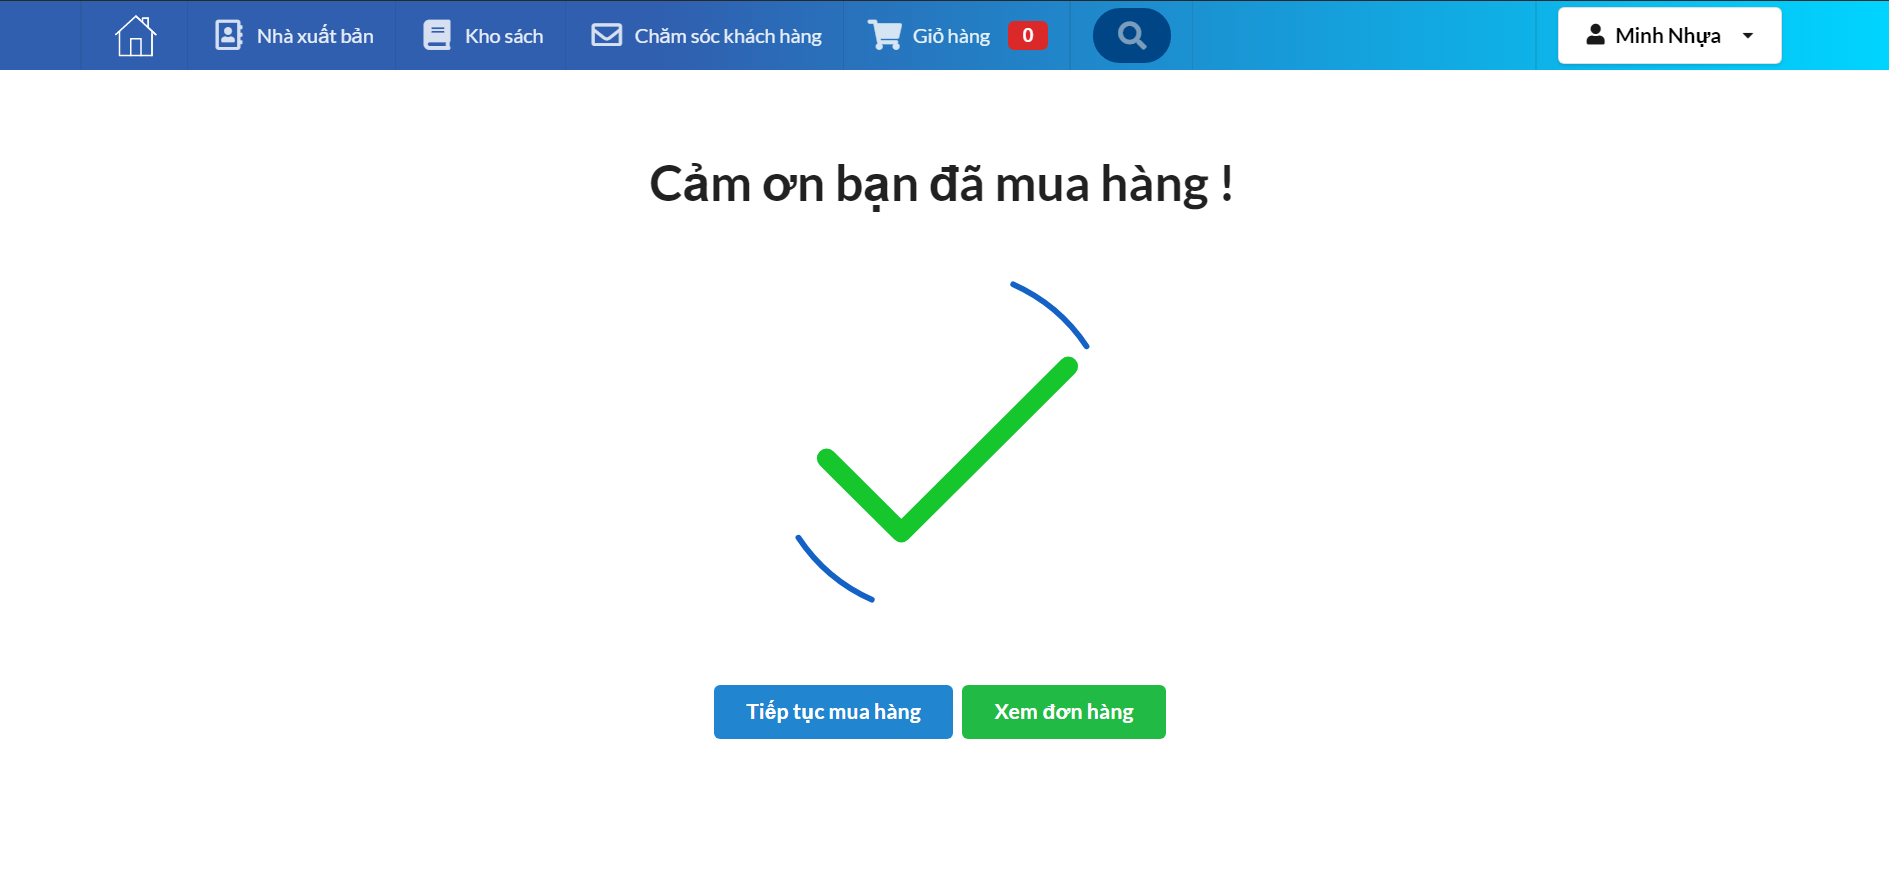 Nhà xuất bản
Kho sách
Chăm sóc khách hàng
Giỏ hàng 0
Minh Nhựa
Cảm ơn bạn đã mua hàng !
Tiếp tục mua hàng
Xem đơn hàng